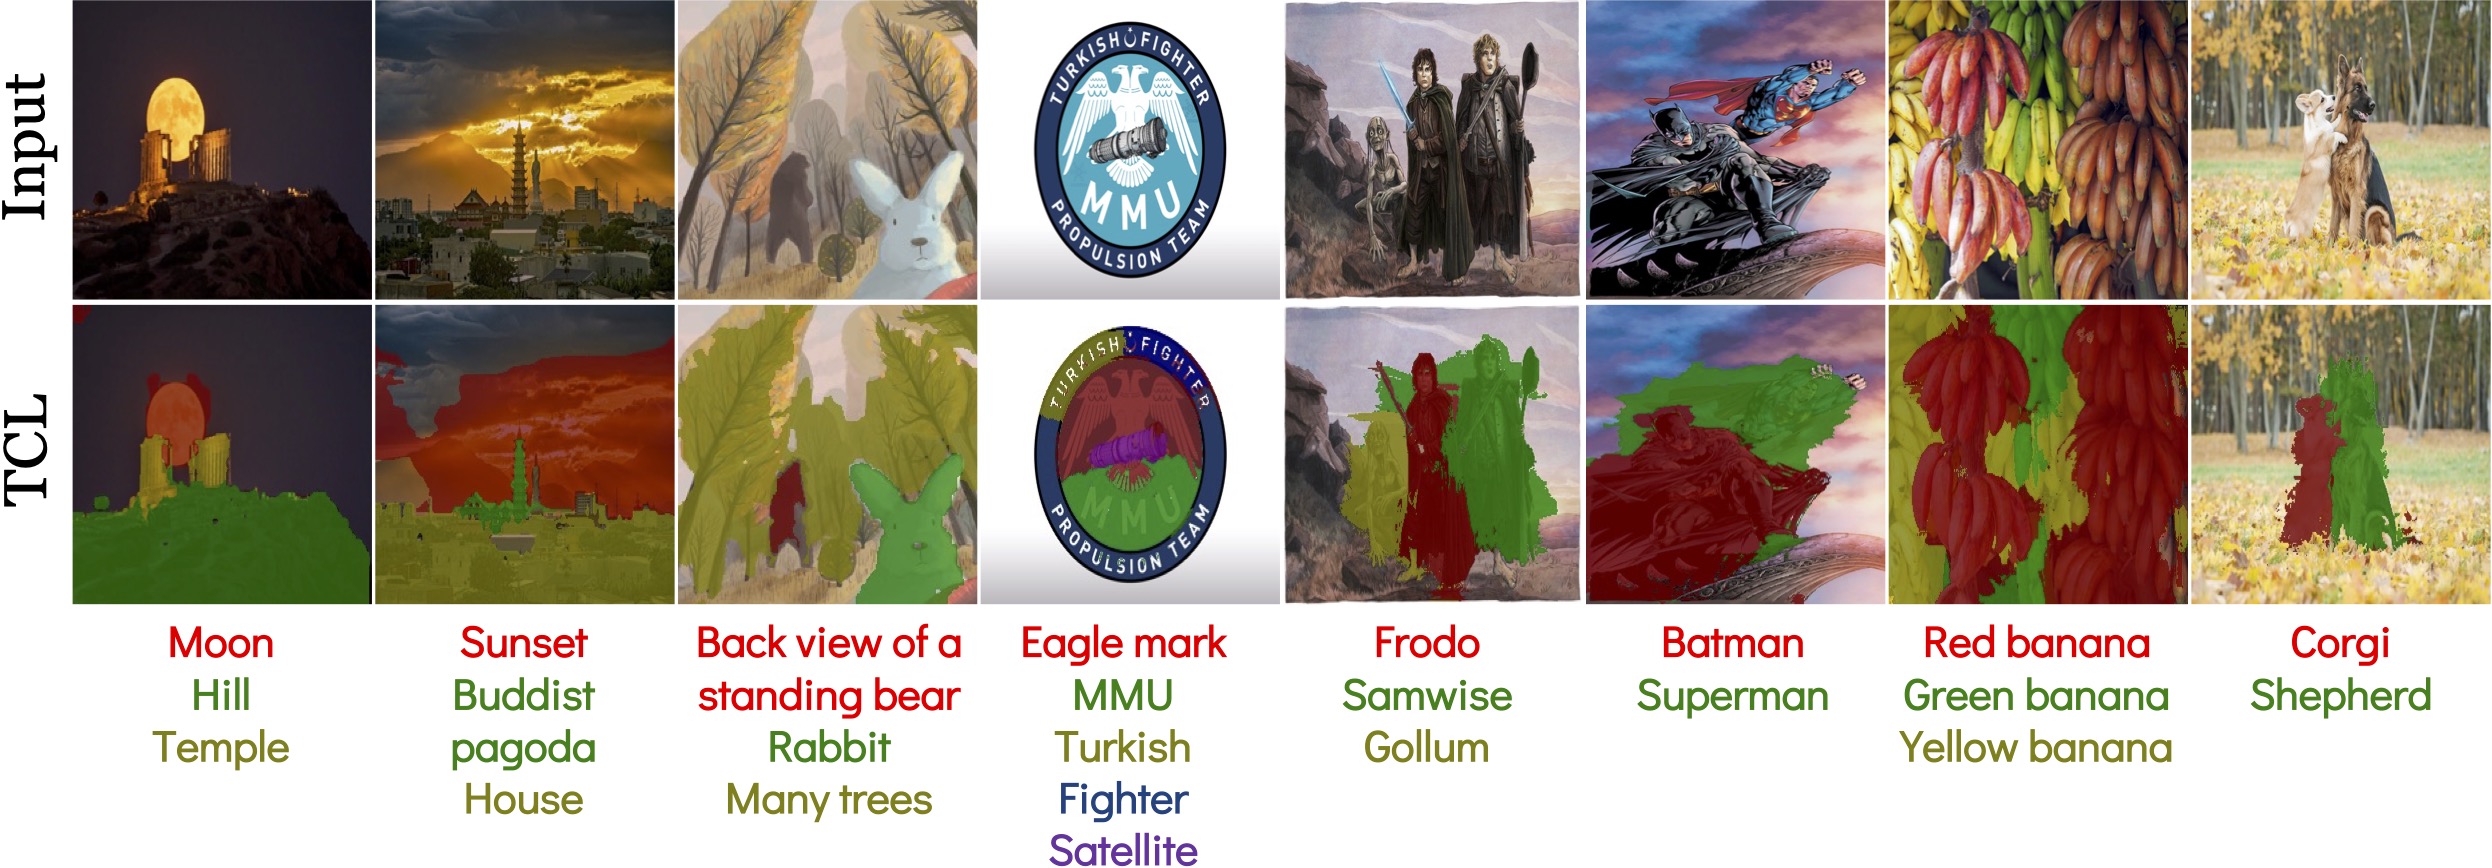 Input
TURKISH FIGHTER
MMU
PROPULSION TEAM
TCL
TURKISH FIGHTER
MMU
PROPULSION TEAM
Moon
Hill
Temple
Sunset
Buddist
pagoda
House
Back view of a
standing bear
Rabbit
Many trees
Eagle mark
MMU
Turkish
Fighter
Satellite
Frodo
Samwise
Gollum
Batman
Superman
Red banana
Green banana
Yellow banana
Corgi
Shepherd